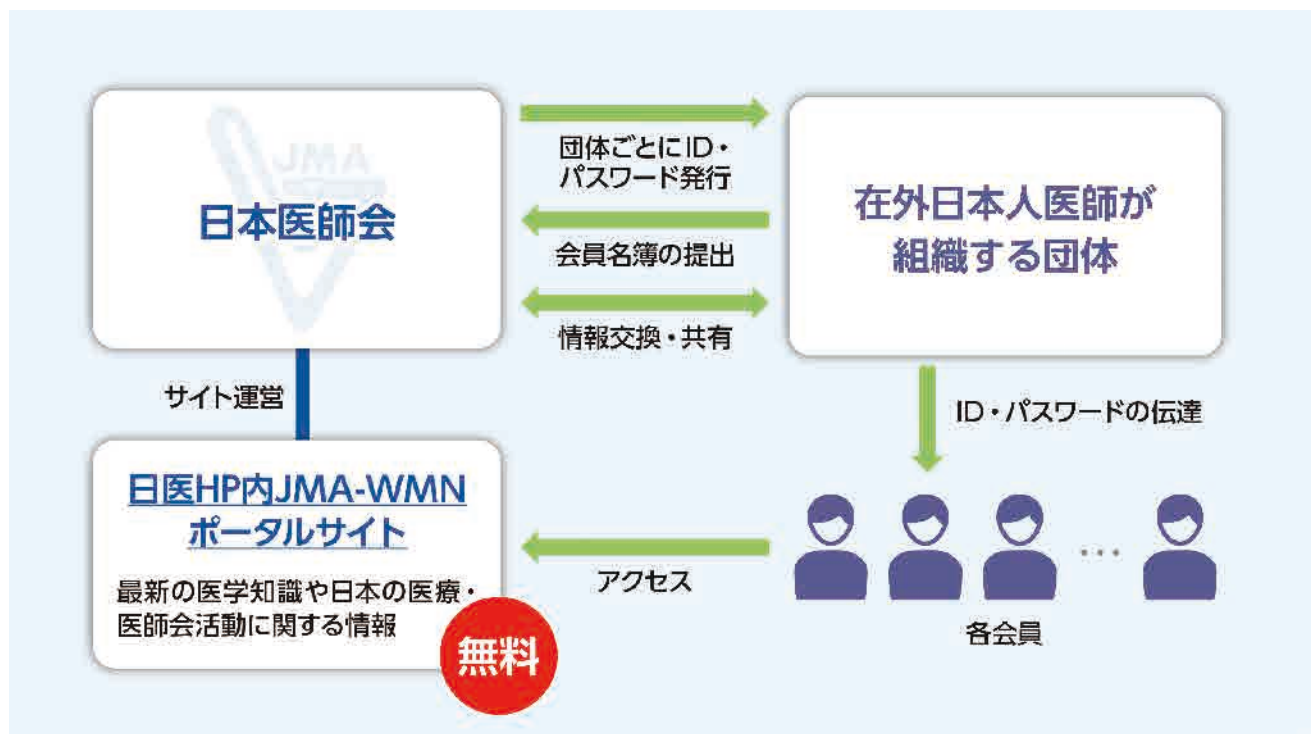 JMA
日本医師会
団体ごとにID・
パスワード発行
会員名簿の提出
情報交換・共有
在外日本人医師が
組織する団体
サイト運営
ID・パスワードの伝達
日医HP内JMA-WMN
ポータルサイト
最新の医学知識や日本の医療・
医師会活動に関する情報
無料
アクセス
…
各会員